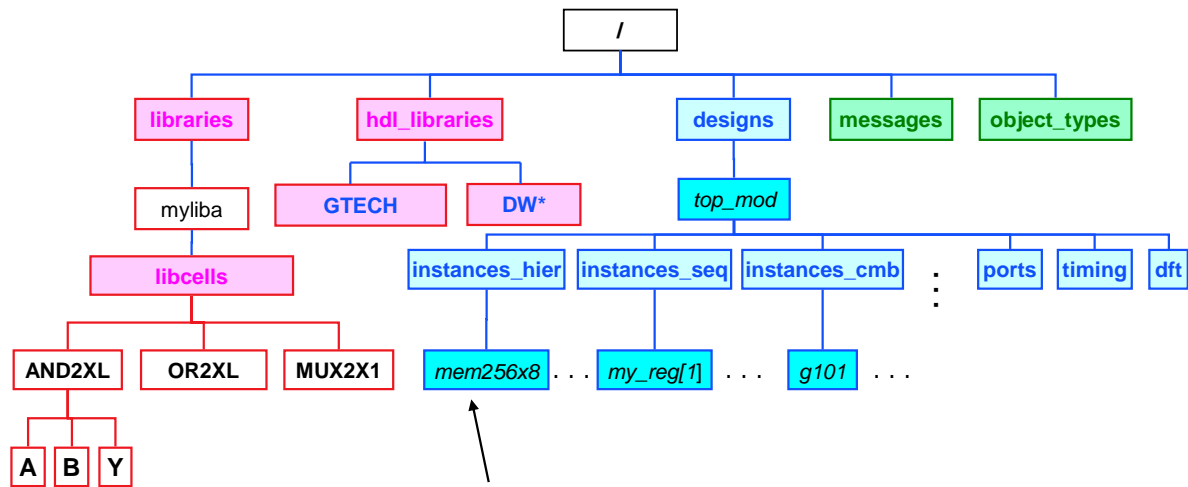 /
libraries
hdl_libraries
designs
messages
object_types
GTECH
DW*
myliba
top_mod
libcells
instances_hier
instances_seq
instances_cmb
ports
timing
dft
AND2XL
OR2XL
MUX2X1
mem256x8
. . .
my_reg[1]
. . .
g101
. . .
A
B
Y